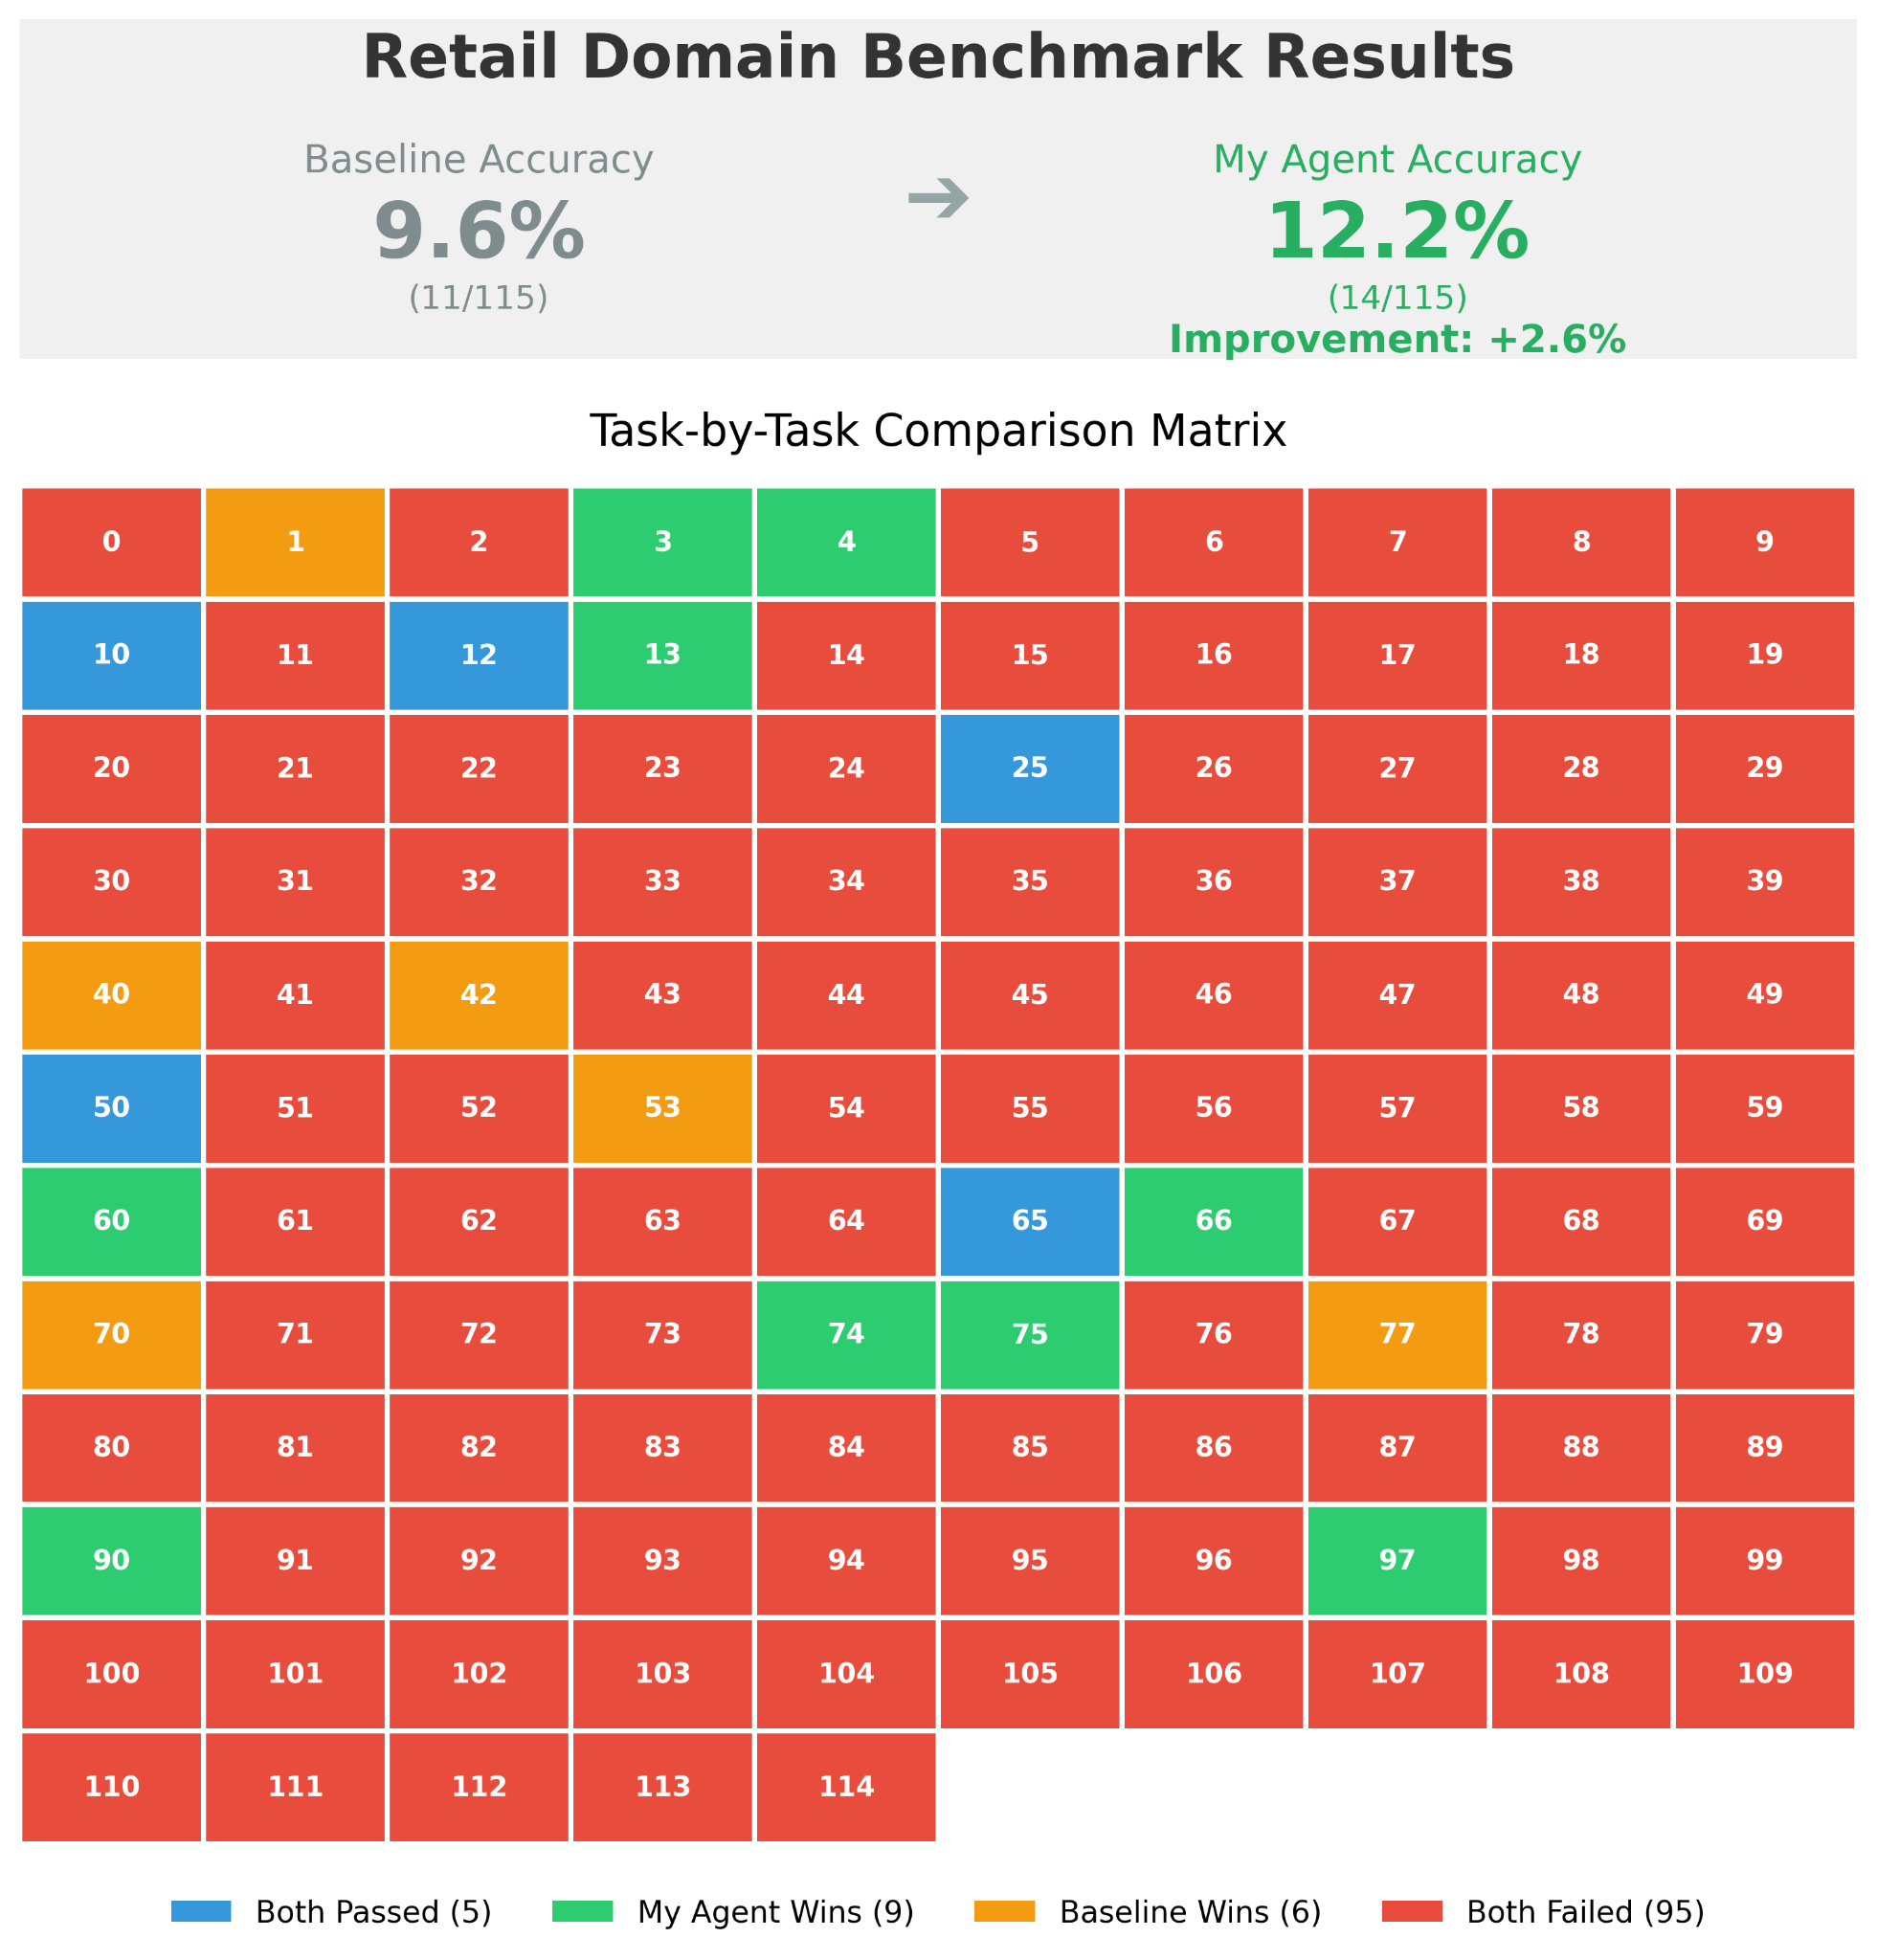 Retail Domain Benchmark Results
Baseline Accuracy
9.6%
(11/115)
➔
My Agent Accuracy
12.2%
(14/115)
Improvement: +2.6%
Task-by-Task Comparison Matrix
0 1 2 3 4 5 6 7 8 9
10 11 12 13 14 15 16 17 18 19
20 21 22 23 24 25 26 27 28 29
30 31 32 33 34 35 36 37 38 39
40 41 42 43 44 45 46 47 48 49
50 51 52 53 54 55 56 57 58 59
60 61 62 63 64 65 66 67 68 69
70 71 72 73 74 75 76 77 78 79
80 81 82 83 84 85 86 87 88 89
90 91 92 93 94 95 96 97 98 99
100 101 102 103 104 105 106 107 108 109
110 111 112 113 114
Both Passed (5) My Agent Wins (9) Baseline Wins (6) Both Failed (95)